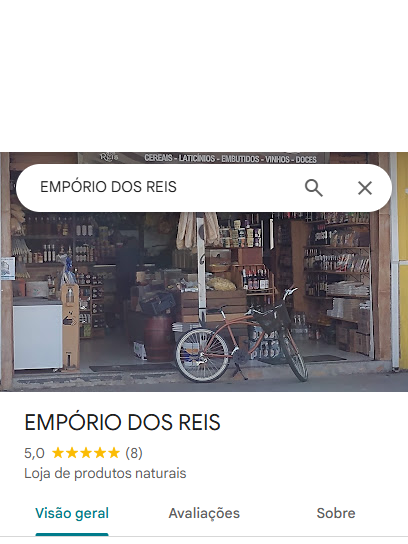 Reis
CEREAIS - LATICÍNIOS - EMBUTIDOS - VINHOS - DOCES
EMPÓRIO DOS REIS
EMPÓRIO DOS REIS
5,0 ★★★★★ (8)
Loja de produtos naturais
Visão geral Avaliações Sobre